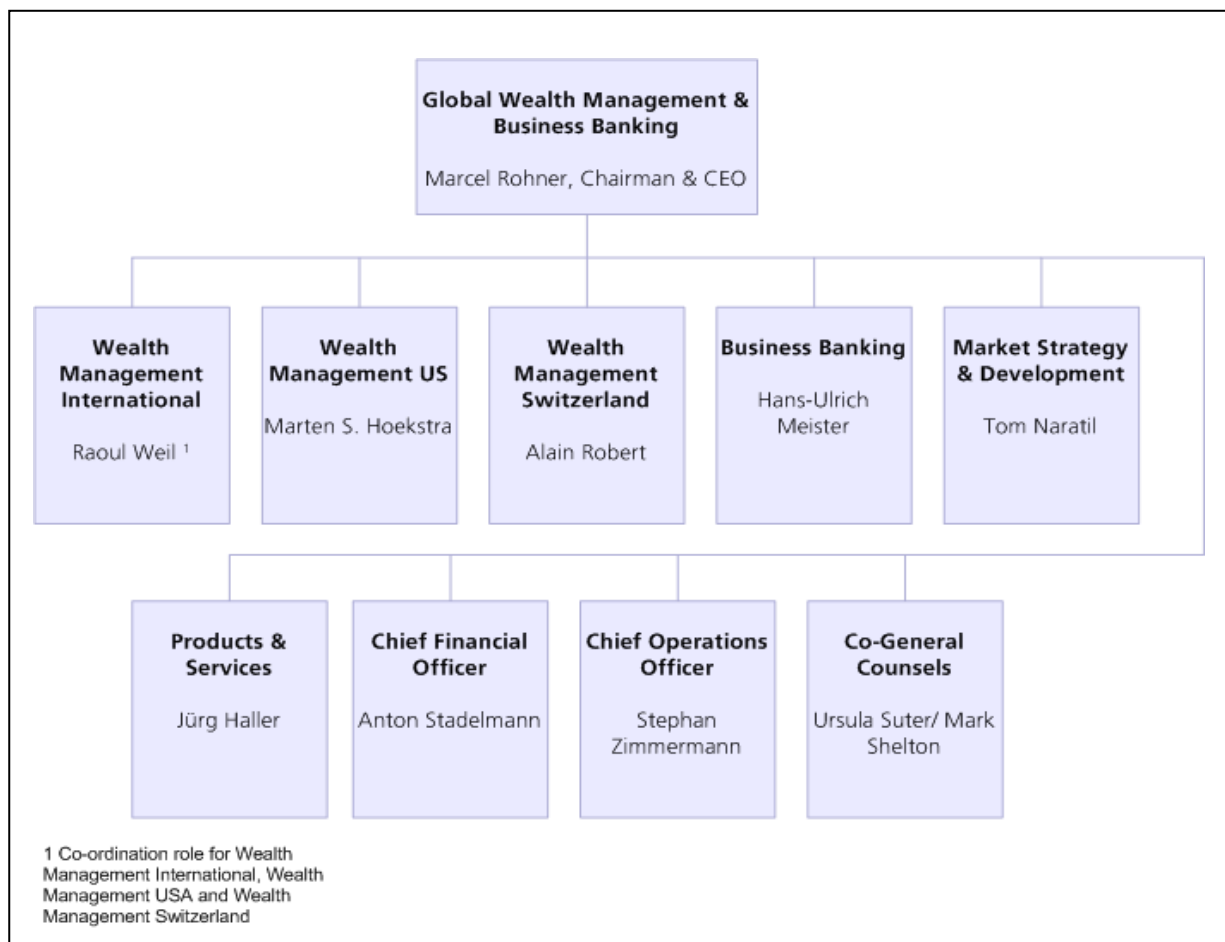 Global Wealth Management &
Business Banking
Marcel Rohner, Chairman & CEO
Wealth
Management
International
Raoul Weil ¹
Wealth
Management US
Marten S. Hoekstra
Wealth
Management
Switzerland
Alain Robert
Business Banking
Hans-Ulrich
Meister
Market Strategy
& Development
Tom Naratil
Products &
Services
Jürg Haller
Chief Financial
Officer
Anton Stadelmann
Chief Operations
Officer
Stephan
Zimmermann
Co-General
Counsels
Ursula Suter/ Mark
Shelton
1 Co-ordination role for Wealth
Management International, Wealth
Management USA and Wealth
Management Switzerland